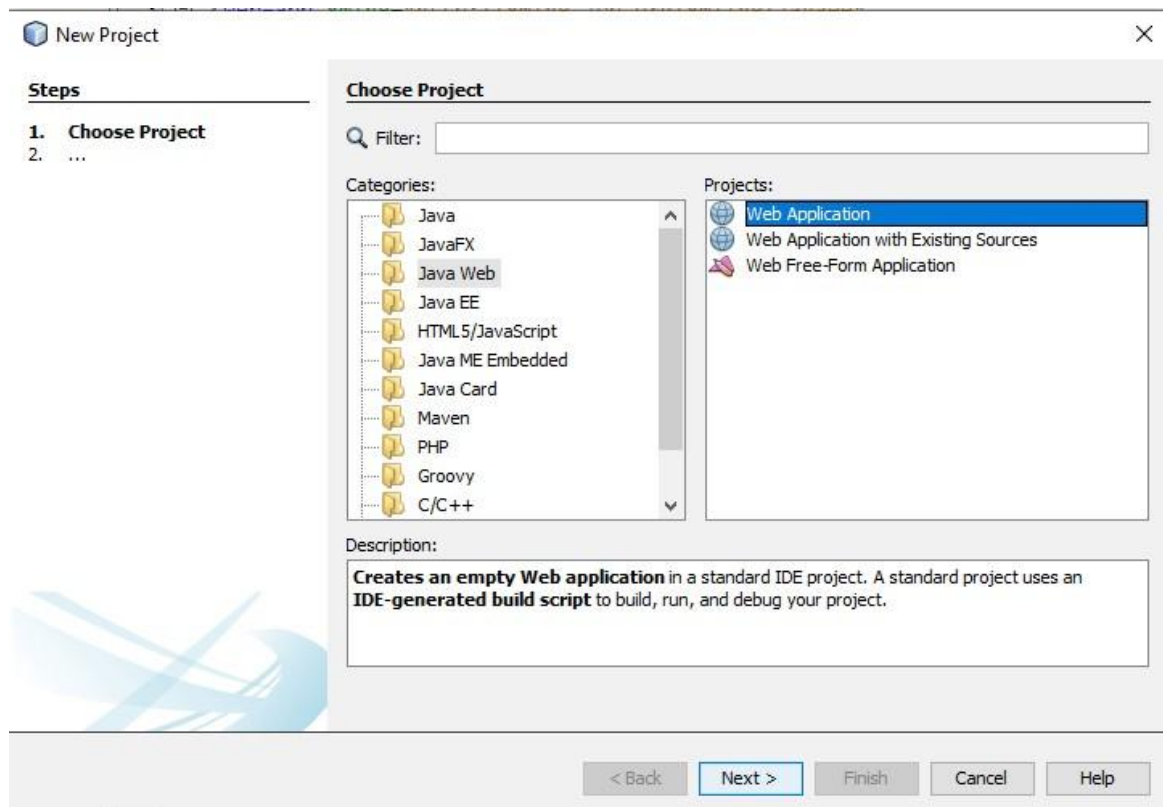 New Project
Steps
1. Choose Project
2. ...
Choose Project
Filter:
Categories:
Java
JavaFX
Java Web
Java EE
HTML5/JavaScript
Java ME Embedded
Java Card
Maven
PHP
Groovy
C/C++
Projects:
Web Application
Web Application with Existing Sources
Web Free-Form Application
Description:
Creates an empty Web application in a standard IDE project. A standard project uses an
IDE-generated build script to build, run, and debug your project.
< Back Next > Finish Cancel Help